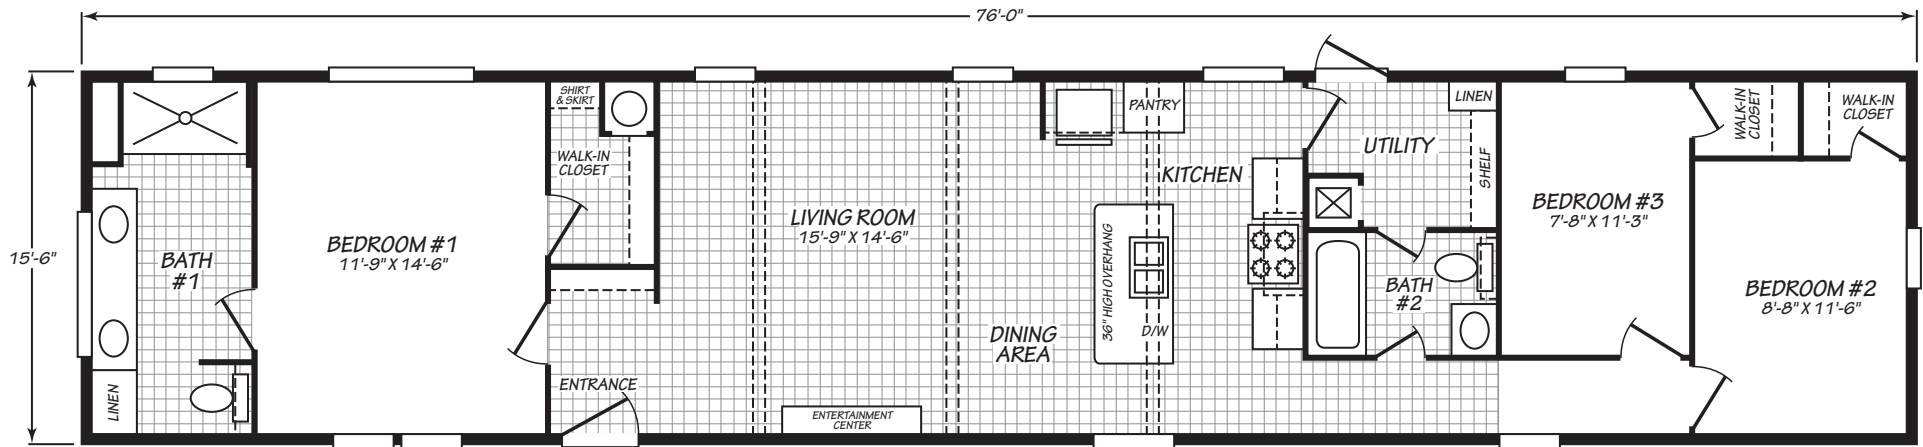 76'-0"
15'-6"
BATH
#1
LINEN
BEDROOM #1
11'-9" X 14'-6"
SHIRT
& SKIRT
WALK-IN
CLOSET
ENTRANCE
LIVING ROOM
15'-9" X 14'-6"
ENTERTAINMENT
CENTER
DINING
AREA
PANTRY
KITCHEN
36" HIGH OVERHANG
D/W
UTILITY
LINEN
SHELF
BATH
#2
BEDROOM #3
7'-8" X 11'-3"
WALK-IN
CLOSET
WALK-IN
CLOSET
BEDROOM #2
8'-8" X 11'-6"